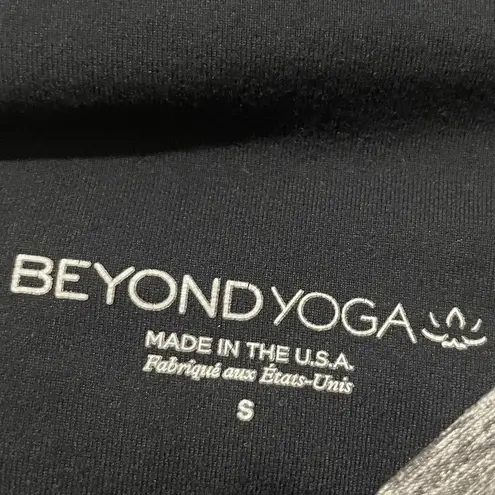 BEYOND YOGA
MADE IN THE U.S.A.
Fabriqué aux États-Unis
S